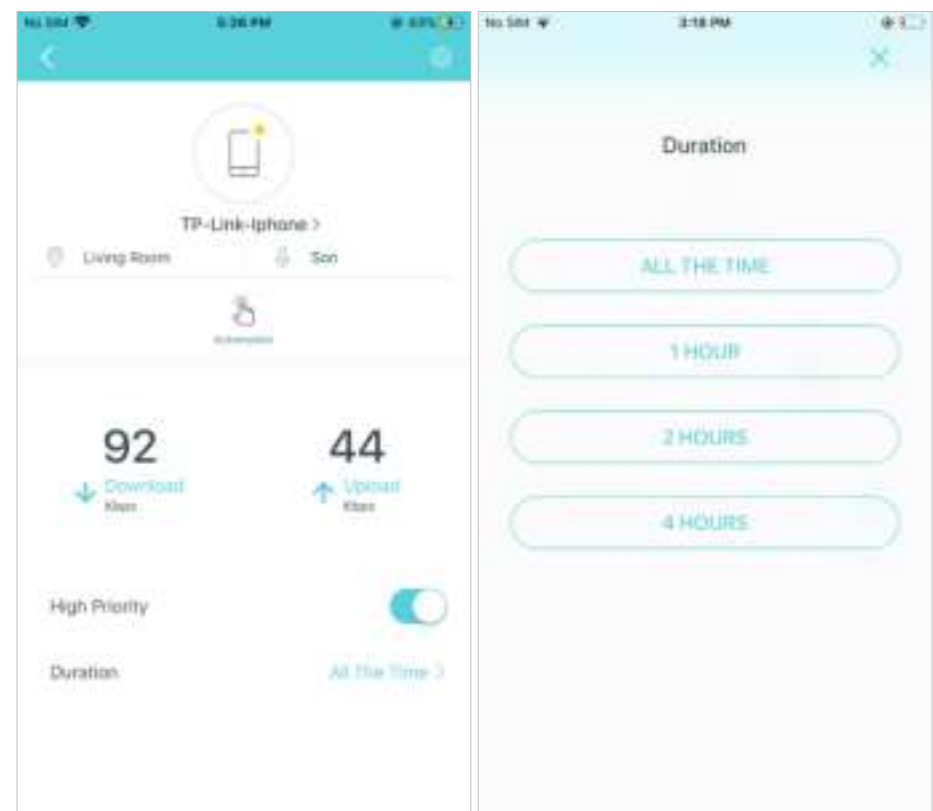 No SIM
5:26 PM
TP-Link-Iphone >
Living Room
Son
Automation
92
44
Download
Kbps
Upload
Kbps
High Priority
Duration
All The Time >
No SIM
3:18 PM
Duration
ALL THE TIME
1 HOUR
2 HOURS
4 HOURS